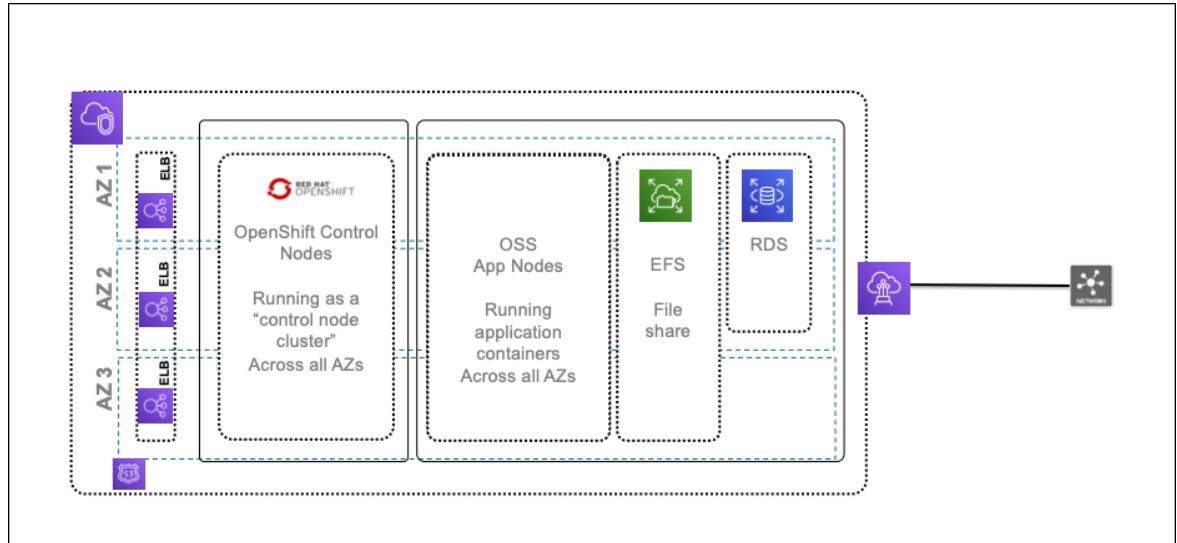 AZ 1
ELB
AZ 2
ELB
AZ 3
ELB
53
RED HAT
OPENSHIFT
OpenShift Control
Nodes
Running as a
“control node
cluster”
Across all AZs
OSS
App Nodes
Running
application
containers
Across all AZs
EFS
File
share
RDS
NETWORK